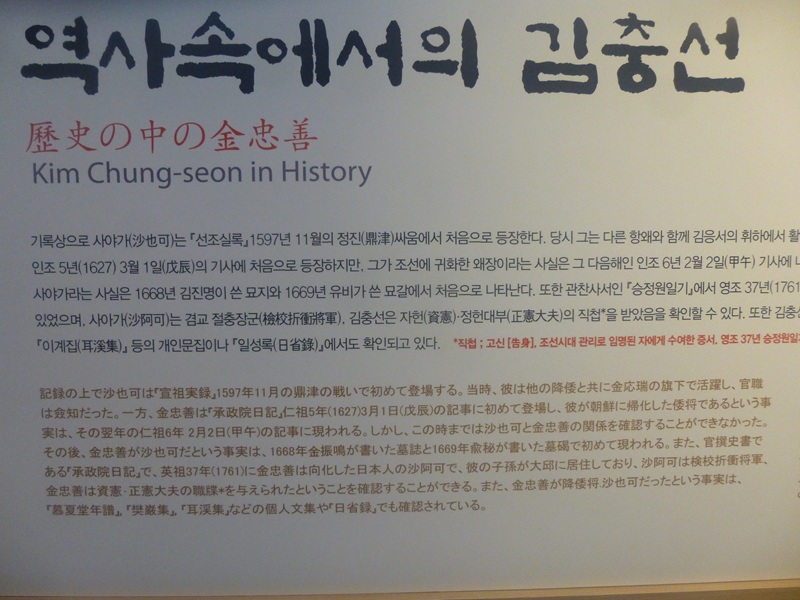 역사속에서의 김충선
歷史の中の金忠善
Kim Chung-seon in History
기록상으로 사야가(沙也可)는 『선조실록』 1597년 11월의 정진(鼎津)싸움에서 처음으로 등장한다. 당시 그는 다른 항왜와 함께 김응서의 휘하에서 활
인조 5년(1627) 3월 1일(戊辰)의 기사에 처음으로 등장하지만, 그가 조선에 귀화한 왜장이라는 사실은 그 다음해인 인조 6년 2월 2일(甲午) 기사에 나
사야가라는 사실은 1668년 김진명이 쓴 묘지와 1669년 유비가 쓴 묘갈에서 처음으로 나타난다. 또한 관찬사서인 『승정원일기』에서 영조 37년(1761
있었으며, 사야가(沙阿可)는 겸교 절충장군(檢校折衝將軍), 김충선은 자헌(資憲)·정헌대부(正憲大夫)의 직첩*을 받았음을 확인할 수 있다. 또한 김충선
『이계집(耳溪集)』 등의 개인문집이나 『일성록(日省錄)』에서도 확인되고 있다. *직첩 ; 고신 [告身], 조선시대 관리로 임명된 자에게 수여한 증서. 영조 37년 승정원일기
記録の上で沙也可は『宣祖実録』1597年11月の鼎津の戦いで初めて登場する。当時、彼は他の降倭と共に金応瑞の旗下で活躍し、官職
は僉知だった。一方、金忠善は『承政院日記』仁祖5年(1627)3月1日(戊辰)の記事に初めて登場し、彼が朝鮮に帰化した倭将であるという事
実は、その翌年の仁祖6年 2月2日(甲午)の記事に現われる。しかし、この時までは沙也可と金忠善の関係を確認することができなかった。
その後、金忠善が沙也可だという事実は、1668年金振鳴が書いた墓誌と1669年兪秘が書いた墓碣で初めて現われる。また、官撰史書で
ある『承政院日記』で、英祖37年(1761)に金忠善は向化した日本人の沙阿可で、彼の子孫が大邱に居住しており、沙阿可は検校折衝将軍、
金忠善は資憲·正憲大夫の職牒*を与えられたということを確認することができる。また、金忠善が降倭将.沙也可だったという事実は、
『慕夏堂年譜』、『樊巌集』、『耳渓集』などの個人文集や『日省録』でも確認されている。